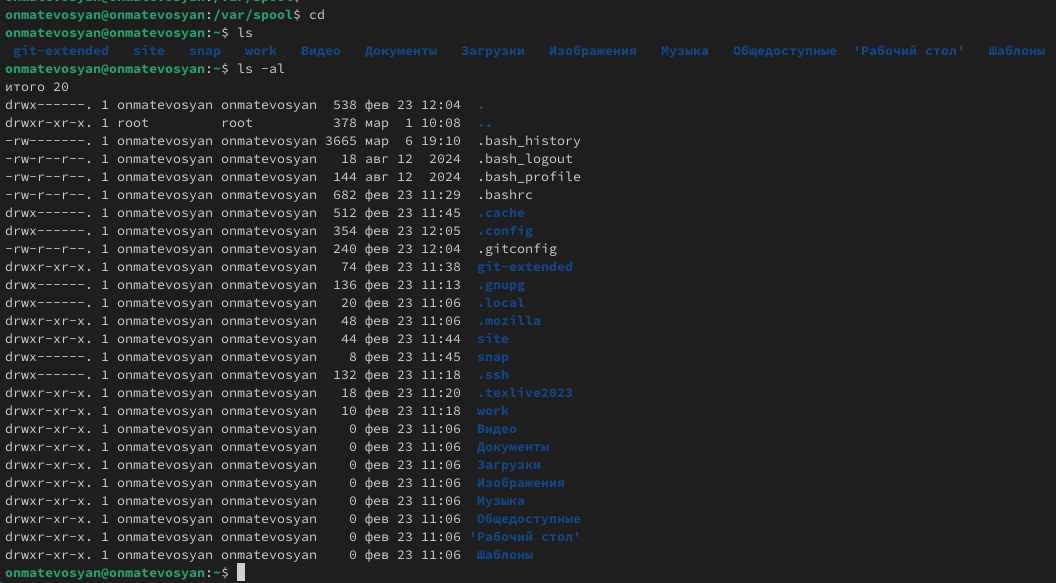 onmatevosyan@onmatevosyan:/var/spool$ cd
onmatevosyan@onmatevosyan:~$ ls
git-extended   site   snap   work   Видео   Документы   Загрузки   Изображения   Музыка   Общедоступные  'Рабочий стол'   Шаблоны
onmatevosyan@onmatevosyan:~$ ls -al
итого 20
drwx------. 1 onmatevosyan onmatevosyan  538 фев 23 12:04  .
drwxr-xr-x. 1 root         root          378 мар  1 10:08  ..
-rw-------. 1 onmatevosyan onmatevosyan 3665 мар  6 19:10  .bash_history
-rw-r--r--. 1 onmatevosyan onmatevosyan   18 авг 12  2024  .bash_logout
-rw-r--r--. 1 onmatevosyan onmatevosyan  144 авг 12  2024  .bash_profile
-rw-r--r--. 1 onmatevosyan onmatevosyan  682 фев 23 11:29  .bashrc
drwx------. 1 onmatevosyan onmatevosyan  512 фев 23 11:45  .cache
drwx------. 1 onmatevosyan onmatevosyan  354 фев 23 12:05  .config
-rw-r--r--. 1 onmatevosyan onmatevosyan  240 фев 23 12:04  .gitconfig
drwxr-xr-x. 1 onmatevosyan onmatevosyan   74 фев 23 11:38  git-extended
drwx------. 1 onmatevosyan onmatevosyan  136 фев 23 11:13  .gnupg
drwx------. 1 onmatevosyan onmatevosyan   20 фев 23 11:06  .local
drwxr-xr-x. 1 onmatevosyan onmatevosyan   48 фев 23 11:06  .mozilla
drwxr-xr-x. 1 onmatevosyan onmatevosyan   44 фев 23 11:44  site
drwx------. 1 onmatevosyan onmatevosyan    8 фев 23 11:45  snap
drwx------. 1 onmatevosyan onmatevosyan  132 фев 23 11:18  .ssh
drwxr-xr-x. 1 onmatevosyan onmatevosyan   18 фев 23 11:20  .texlive2023
drwxr-xr-x. 1 onmatevosyan onmatevosyan   10 фев 23 11:18  work
drwxr-xr-x. 1 onmatevosyan onmatevosyan    0 фев 23 11:06  Видео
drwxr-xr-x. 1 onmatevosyan onmatevosyan    0 фев 23 11:06  Документы
drwxr-xr-x. 1 onmatevosyan onmatevosyan    0 фев 23 11:06  Загрузки
drwxr-xr-x. 1 onmatevosyan onmatevosyan    0 фев 23 11:06  Изображения
drwxr-xr-x. 1 onmatevosyan onmatevosyan    0 фев 23 11:06  Музыка
drwxr-xr-x. 1 onmatevosyan onmatevosyan    0 фев 23 11:06  Общедоступные
drwxr-xr-x. 1 onmatevosyan onmatevosyan    0 фев 23 11:06 'Рабочий стол'
drwxr-xr-x. 1 onmatevosyan onmatevosyan    0 фев 23 11:06  Шаблоны
onmatevosyan@onmatevosyan:~$